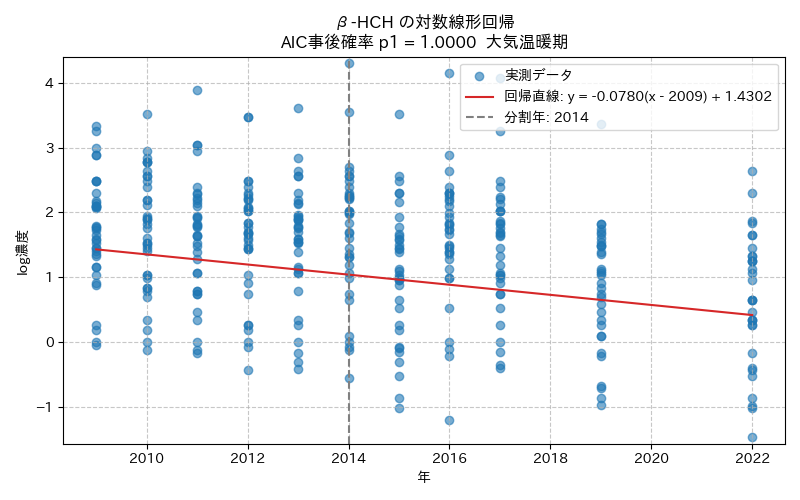 β-HCH の対数線形回帰
AIC事後確率 p1 = 1.0000  大気温暖期
実測データ
回帰直線: y = -0.0780(x - 2009) + 1.4302
分割年: 2014
log濃度
4
3
2
1
0
−1
2010
2012
2014
2016
2018
2020
2022
年